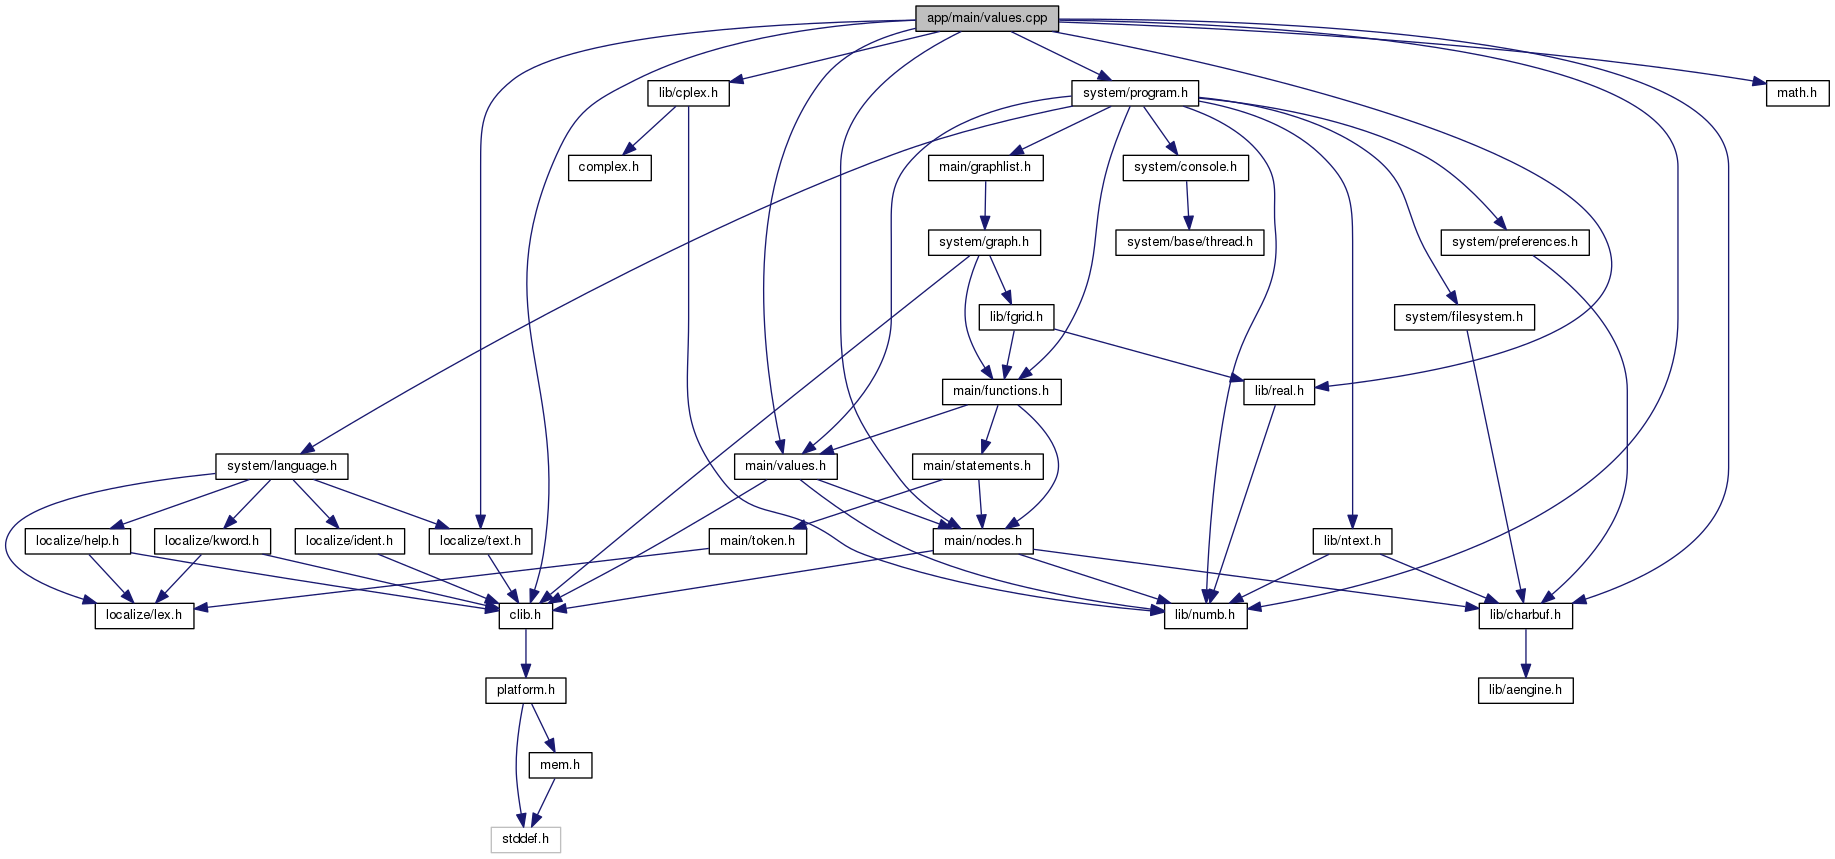 app/main/values.cpp
lib/cplex.h
system/program.h
math.h
complex.h
main/graphlist.h
system/console.h
system/graph.h
system/base/thread.h
system/preferences.h
lib/fgrid.h
system/filesystem.h
main/functions.h
lib/real.h
system/language.h
main/values.h
main/statements.h
localize/help.h
localize/kword.h
localize/ident.h
localize/text.h
main/token.h
main/nodes.h
lib/ntext.h
localize/lex.h
clib.h
lib/numb.h
lib/charbuf.h
platform.h
lib/aengine.h
mem.h
stddef.h